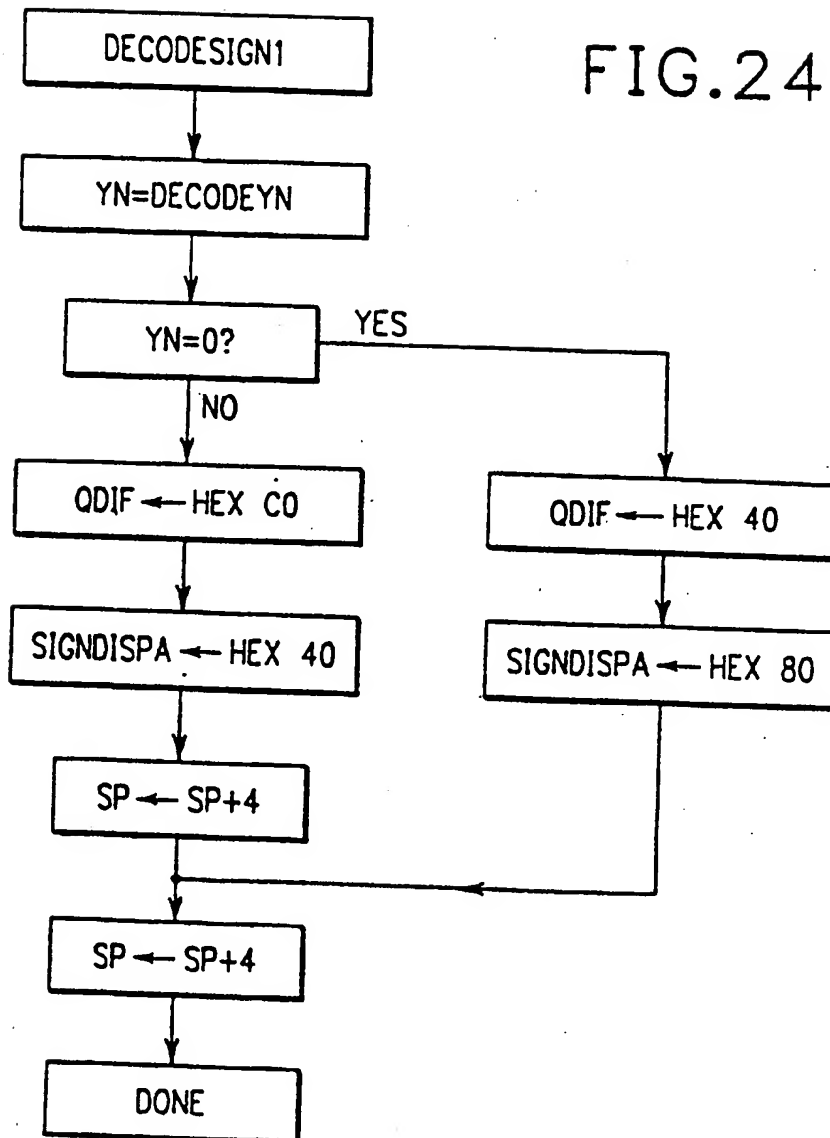 DECODESIGN1
FIG.24
YN=DECODEYN
YN=0?
YES
NO
QDIF ← HEX C0
QDIF ← HEX 40
SIGNDISPA ← HEX 40
SIGNDISPA ← HEX 80
SP ← SP+4
SP ← SP+4
DONE